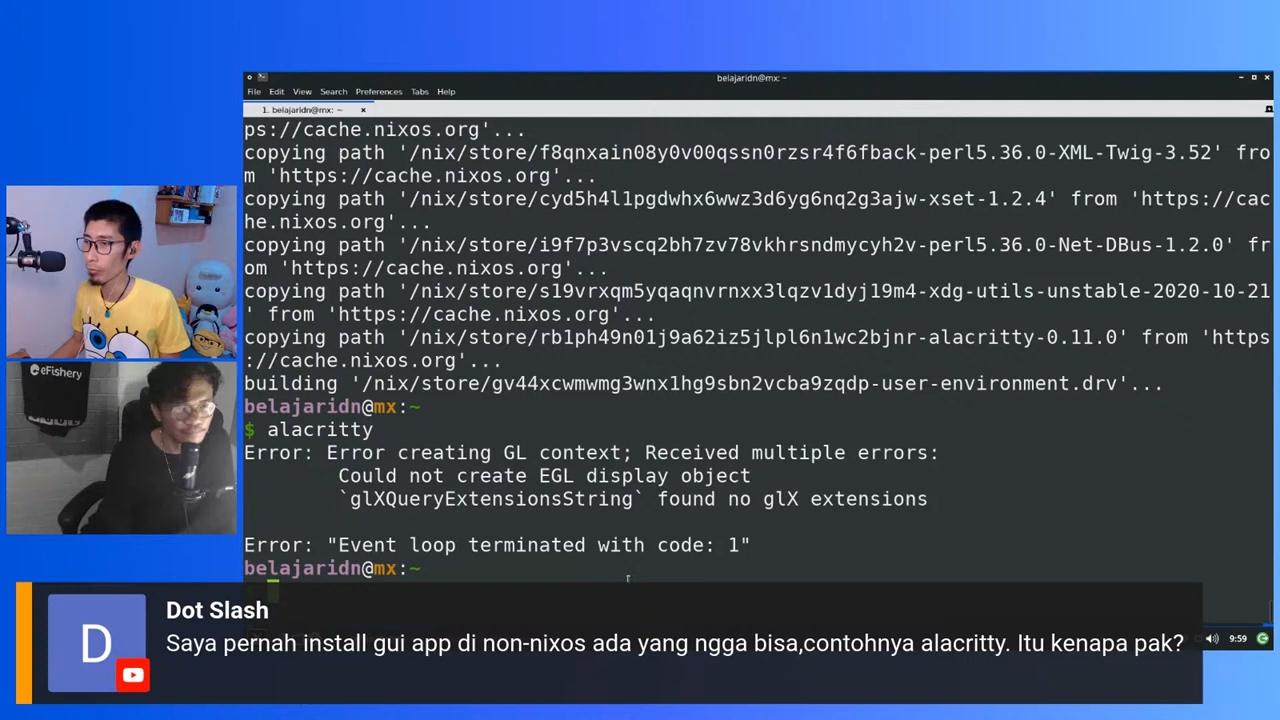 belajaridn@mx: ~
File Edit View Search Preferences Tabs Help
1. belajaridn@mx: ~
ps://cache.nixos.org'...
copying path '/nix/store/f8qnxain08y0v00qssn0rzsr4f6fback-perl5.36.0-XML-Twig-3.52' fro
m 'https://cache.nixos.org'...
copying path '/nix/store/cyd5h4l1pgdwhx6wwz3d6yg6nq2g3ajw-xset-1.2.4' from 'https://cac
he.nixos.org'...
copying path '/nix/store/i9f7p3vscq2bh7zv78vkhrsndmycyh2v-perl5.36.0-Net-DBus-1.2.0' fr
om 'https://cache.nixos.org'...
copying path '/nix/store/s19vrxqm5yqaqnvrnxx3lqzv1dyj19m4-xdg-utils-unstable-2020-10-21
' from 'https://cache.nixos.org'...
copying path '/nix/store/rb1ph49n01j9a62iz5jlpl6n1wc2bjnr-alacritty-0.11.0' from 'https
://cache.nixos.org'...
building '/nix/store/gv44xcwmwmg3wnx1hg9sbn2vcba9zqdp-user-environment.drv'...
belajaridn@mx:~
$ alacritty
Error: Error creating GL context; Received multiple errors:
Could not create EGL display object
`glXQueryExtensionsString` found no glX extensions
Error: "Event loop terminated with code: 1"
belajaridn@mx:~
eFishery
9:59
D
Dot Slash
Saya pernah install gui app di non-nixos ada yang ngga bisa,contohnya alacritty. Itu kenapa pak?